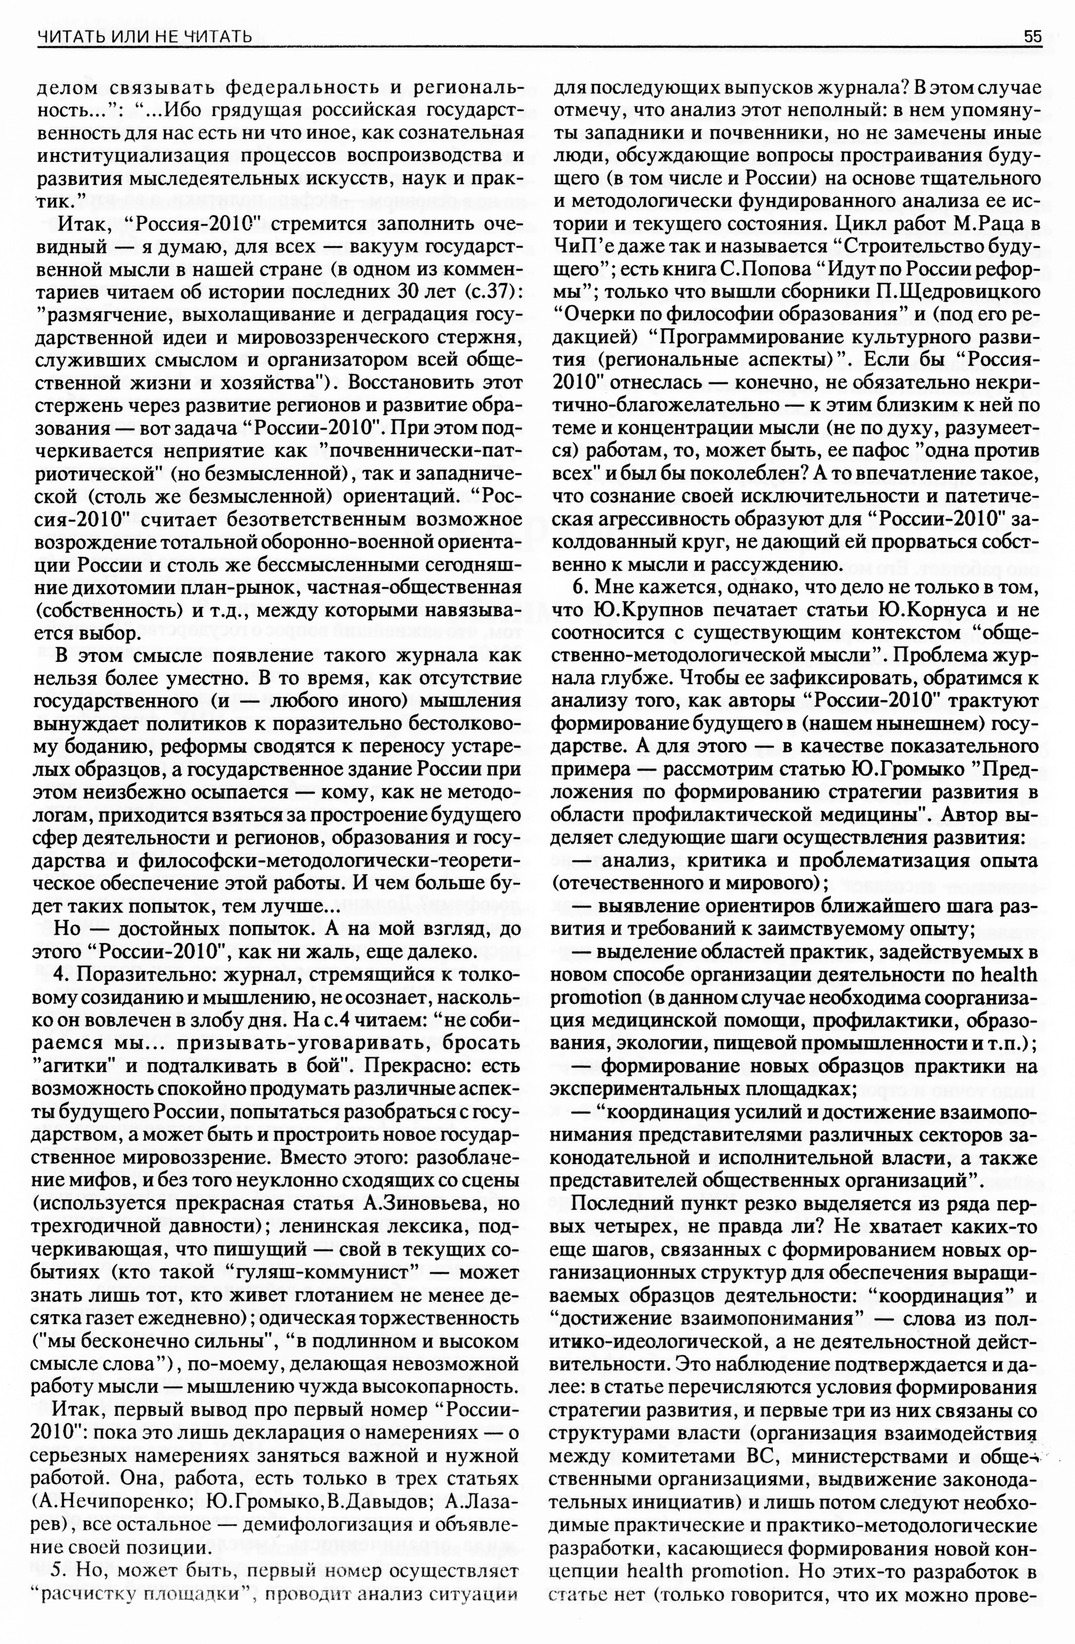 ЧИТАТЬ ИЛИ НЕ ЧИТАТЬ
55
делом связывать федеральность и региональ-
ность...”: “...Ибо грядущая российская государст-
венность для нас есть ни что иное, как сознательная
институциализация процессов воспроизводства и
развития мыследеятельных искусств, наук и прак-
тик.”
Итак, “Россия-2010" стремится заполнить оче-
видный — я думаю, для всех — вакуум государст-
венной мысли в нашей стране (в одном из коммен-
тариев читаем об истории последних 30 лет (с.37):
”размягчение, выхолащивание и деградация госу-
дарственной идеи и мировоззренческого стержня,
служивших смыслом и организатором всей обще-
ственной жизни и хозяйства"). Восстановить этот
стержень через развитие регионов и развитие обра-
зования — вот задача “России-2010". При этом под-
черкивается неприятие как ”почвеннически-пат-
риотической" (но безмысленной), так и западниче-
ской (столь же безмысленной) ориентаций. “Рос-
сия-2010" считает безответственным возможное
возрождение тотальной оборонно-военной ориента-
ции России и столь же бессмысленными сегодняш-
ние дихотомии план-рынок, частная-общественная
(собственность) и т.д., между которыми навязыва-
ется выбор.
В этом смысле появление такого журнала как
нельзя более уместно. В то время, как отсутствие
государственного (и — любого иного) мышления
вынуждает политиков к поразительно бестолково-
му боданию, реформы сводятся к переносу устаре-
лых образцов, а государственное здание России при
этом неизбежно осыпается — кому, как не методо-
логам, приходится взяться за простроение будущего
сфер деятельности и регионов, образования и госу-
дарства и философски-методологически-теорети-
ческое обеспечение этой работы. И чем больше бу-
дет таких попыток, тем лучше...
Но — достойных попыток. А на мой взгляд, до
этого “России-2010", как ни жаль, еще далеко.
4. Поразительно: журнал, стремящийся к толко-
вому созиданию и мышлению, не осознает, насколь-
ко он вовлечен в злобу дня. На с.4 читаем: “не соби-
раемся мы... призывать-уговаривать, бросать
”агитки" и подталкивать в бой". Прекрасно: есть
возможность спокойно продумать различные аспек-
ты будущего России, попытаться разобраться с госу-
дарством, а может быть и простроить новое государ-
ственное мировоззрение. Вместо этого: разоблаче-
ние мифов, и без того неуклонно сходящих со сцены
(используется прекрасная статья А.Зиновьева, но
трехгодичной давности); ленинская лексика, под-
черкивающая, что пишущий — свой в текущих со-
бытиях (кто такой “гуляш-коммунист” — может
знать лишь тот, кто живет глотанием не менее де-
сятка газет ежедневно); одическая торжественность
("мы бесконечно сильны", “в подлинном и высоком
смысле слова”), по-моему, делающая невозможной
работу мысли — мышлению чужда высокопарность.
Итак, первый вывод про первый номер “России-
2010": пока это лишь декларация о намерениях — о
серьезных намерениях заняться важной и нужной
работой. Она, работа, есть только в трех статьях
(А.Нечипоренко; Ю.Громыко,В.Давыдов; А.Лаза-
рев), все остальное — демифологизация и объявле-
ние своей позиции.
5. Но, может быть, первый номер осуществляет
“расчистку площадки”, проводит анализ ситуации
для последующих выпусков журнала? В этом случае
отмечу, что анализ этот неполный: в нем упомяну-
ты западники и почвенники, но не замечены иные
люди, обсуждающие вопросы простраивания буду-
щего (в том числе и России) на основе тщательного
и методологически фундированного анализа ее ис-
тории и текущего состояния. Цикл работ М.Раца в
ЧиП’е даже так и называется “Строительство буду-
щего”; есть книга С.Попова “Идут по России рефор-
мы”; только что вышли сборники П.Щедровицкого
“Очерки по философии образования” и (под его ре-
дакцией) “Программирование культурного разви-
тия (региональные аспекты)”. Если бы “Россия-
2010" отнеслась — конечно, не обязательно некри-
тично-благожелательно — к этим близким к ней по
теме и концентрации мысли (не по духу, разумеет-
ся) работам, то, может быть, ее пафос ”одна против
всех" и был бы поколеблен? А то впечатление такое,
что сознание своей исключительности и патетиче-
ская агрессивность образуют для “России-2010" за-
колдованный круг, не дающий ей прорваться собст-
венно к мысли и рассуждению.
6. Мне кажется, однако, что дело не только в том,
что Ю.Крупнов печатает статьи Ю.Корнуса и не
соотносится с существующим контекстом “обще-
ственно-методологической мысли”. Проблема жур-
нала глубже. Чтобы ее зафиксировать, обратимся к
анализу того, как авторы “России-2010" трактуют
формирование будущего в (нашем нынешнем) госу-
дарстве. А для этого — в качестве показательного
примера — рассмотрим статью Ю.Громыко ”Пред-
ложения по формированию стратегии развития в
области профилактической медицины". Автор вы-
деляет следующие шаги осуществления развития:
— анализ, критика и проблематизация опыта
(отечественного и мирового);
— выявление ориентиров ближайшего шага раз-
вития и требований к заимствуемому опыту;
— выделение областей практик, задействуемых в
новом способе организации деятельности по health
promotion (в данном случае необходима соорганиза-
ция медицинской помощи, профилактики, образо-
вания, экологии, пищевой промышленности и т.п.);
— формирование новых образцов практики на
экспериментальных площадках;
— “координация усилий и достижение взаимопо-
нимания представителями различных секторов за-
конодательной и исполнительной власти, а также
представителей общественных организаций”.
Последний пункт резко выделяется из ряда пер-
вых четырех, не правда ли? Не хватает каких-то
еще шагов, связанных с формированием новых ор-
ганизационных структур для обеспечения выращи-
ваемых образцов деятельности: “координация” и
“достижение взаимопонимания” — слова из пол-
итико-идеологической, а не деятельностной дейст-
вительности. Это наблюдение подтверждается и да-
лее: в статье перечисляются условия формирования
стратегии развития, и первые три из них связаны со
структурами власти (организация взаимодействия
между комитетами ВС, министерствами и обще-
ственными организациями, выдвижение законода-
тельных инициатив) и лишь потом следуют необхо-
димые практические и практико-методологические
разработки, касающиеся формирования новой кон-
цепции health promotion. Но этих-то разработок в
статье нет (только говорится, что их можно прове-